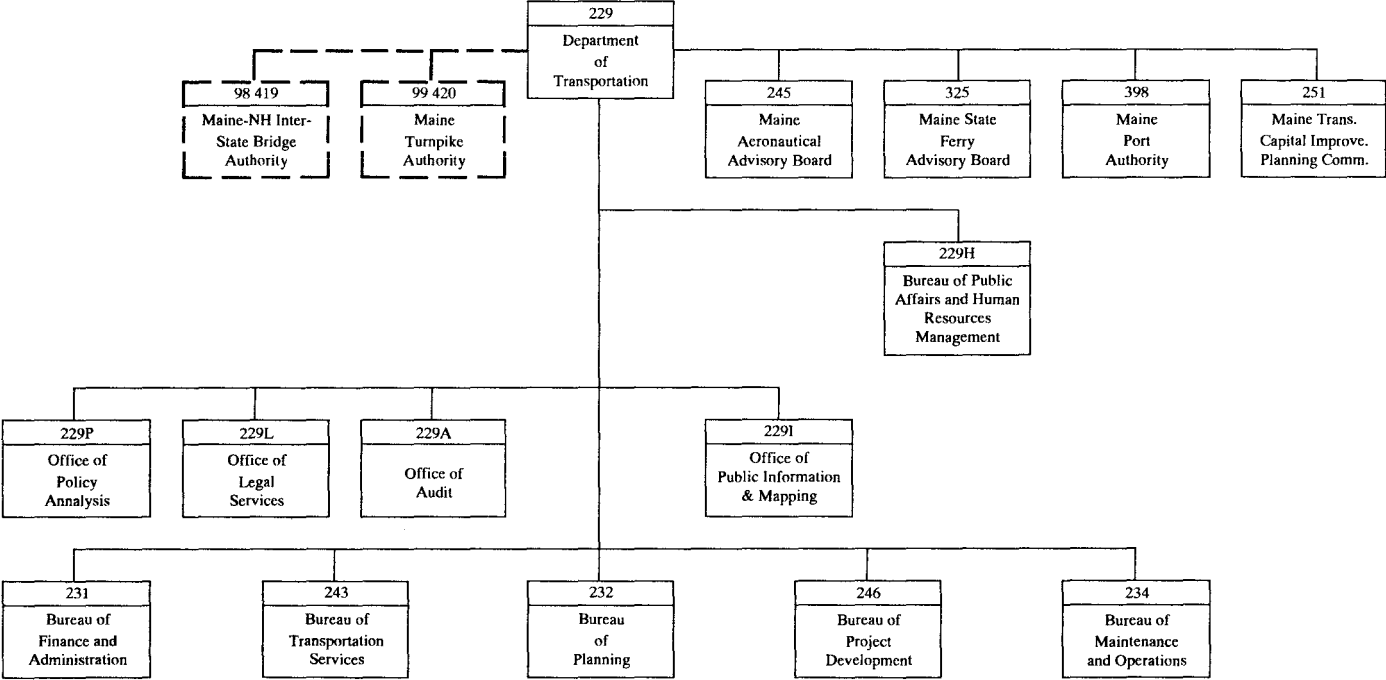 229
Department
of
Transportation
98 419
Maine-NH Inter-
State Bridge
Authority
99 420
Maine
Turnpike
Authority
245
Maine
Aeronautical
Advisory Board
325
Maine State
Ferry
Advisory Board
398
Maine
Port
Authority
251
Maine Trans.
Capital Improve.
Planning Comm.
229H
Bureau of Public
Affairs and Human
Resources
Management
229P
Office of
Policy
Annalysis
229L
Office of
Legal
Services
229A
Office of
Audit
229I
Office of
Public Information
& Mapping
231
Bureau of
Finance and
Administration
243
Bureau of
Transportation
Services
232
Bureau
of
Planning
246
Bureau of
Project
Development
234
Bureau of
Maintenance
and Operations